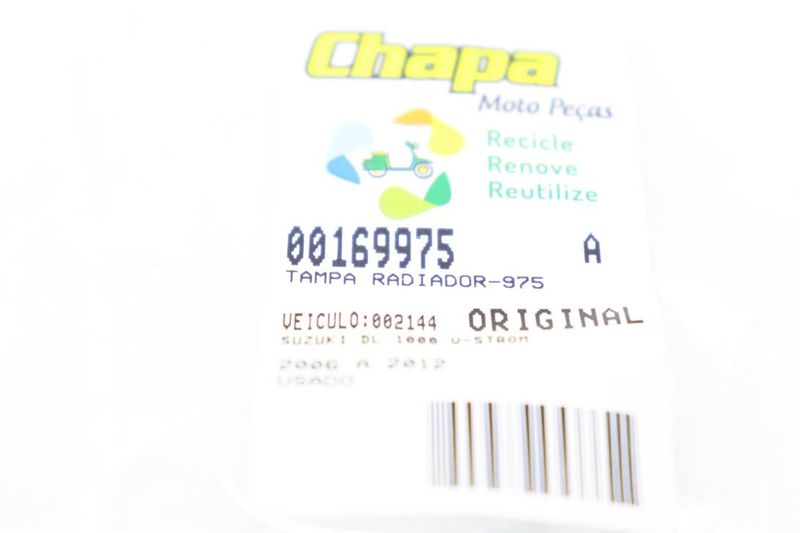 Chapa
Moto Peças
Recicle
Renove
Reutilize
00169975 A
TAMPA RADIADOR-975
VEICULO:002144 ORIGINAL
SUZUKI DL 1000 V-STROM
2006 A 2012
USADO